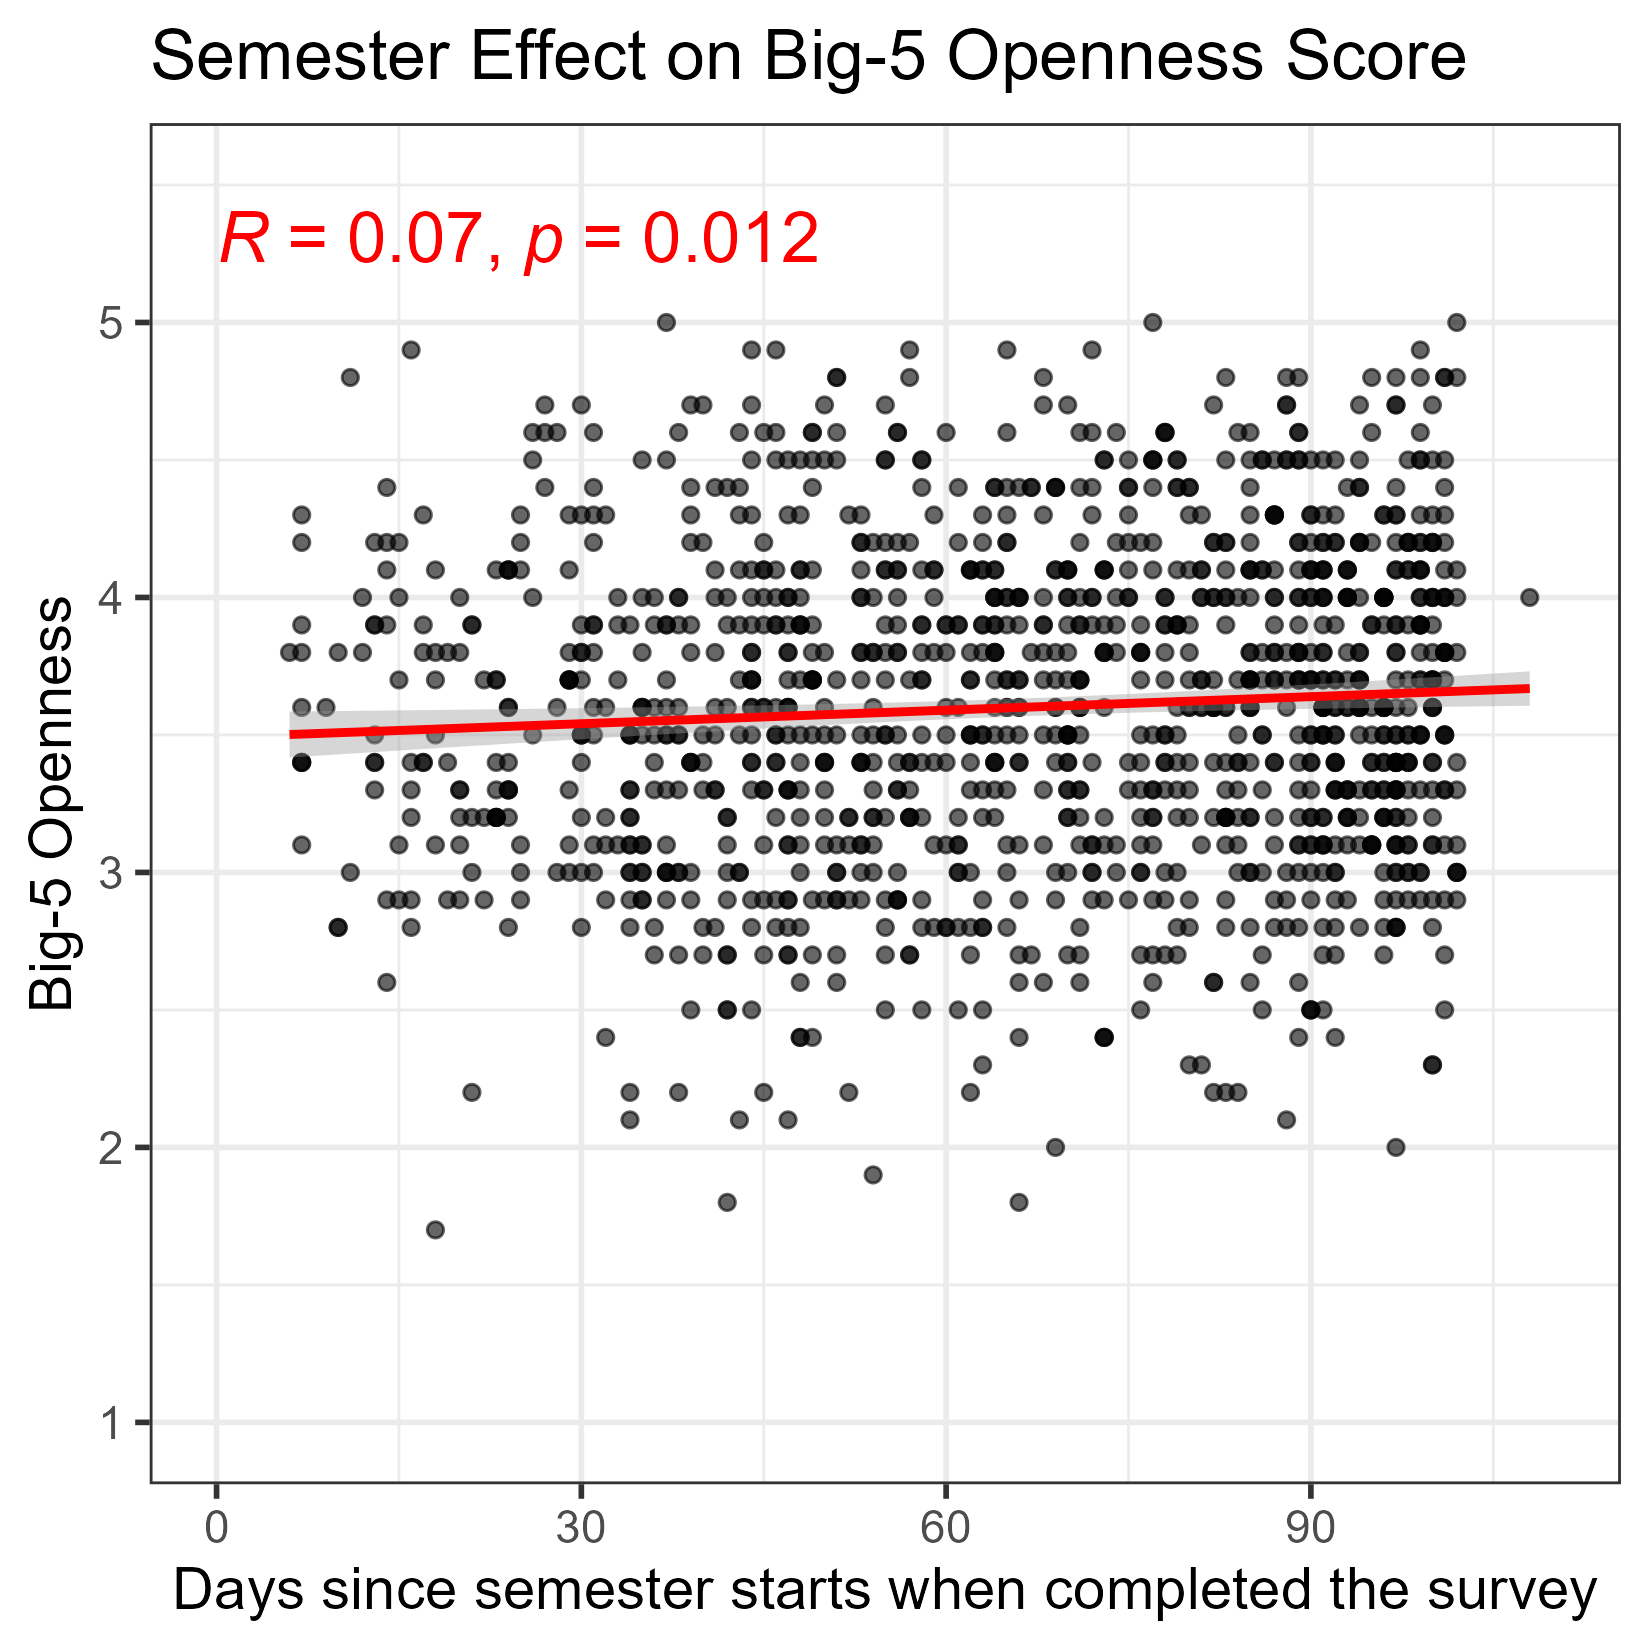 Semester Effect on Big-5 Openness Score
R = 0.07, p = 0.012
5
4
3
2
1
Big-5 Openness
0 30 60 90
Days since semester starts when completed the survey